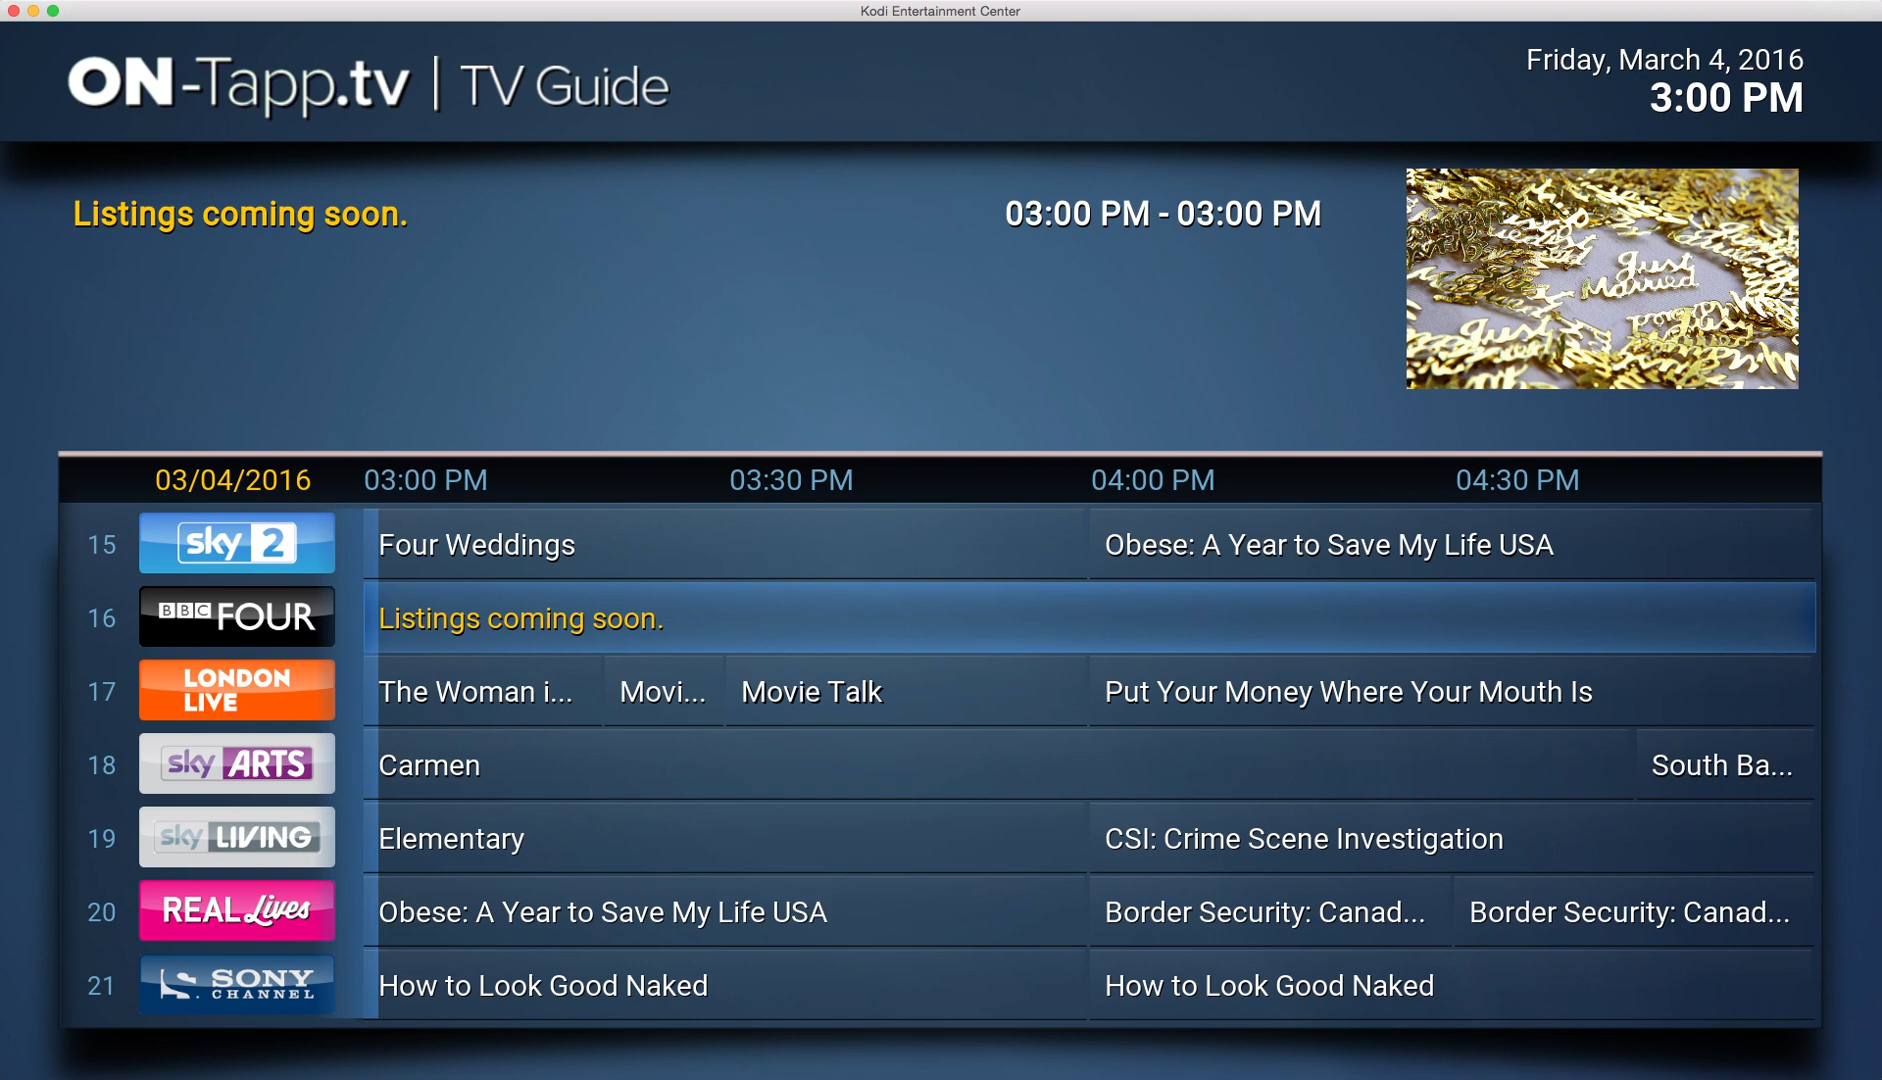 Kodi Entertainment Center
ON-Tapp.tv | TV Guide
Friday, March 4, 2016
3:00 PM
Listings coming soon.
03:00 PM - 03:00 PM
Just
Married
03/04/2016 03:00 PM 03:30 PM 04:00 PM 04:30 PM
15 sky 2 Four Weddings Obese: A Year to Save My Life USA
16 BBC FOUR Listings coming soon.
17 LONDON LIVE The Woman i... Movi... Movie Talk Put Your Money Where Your Mouth Is
18 sky ARTS Carmen South Ba...
19 sky LIVING Elementary CSI: Crime Scene Investigation
20 REAL Lives Obese: A Year to Save My Life USA Border Security: Canad... Border Security: Canad...
21 SONY CHANNEL How to Look Good Naked How to Look Good Naked